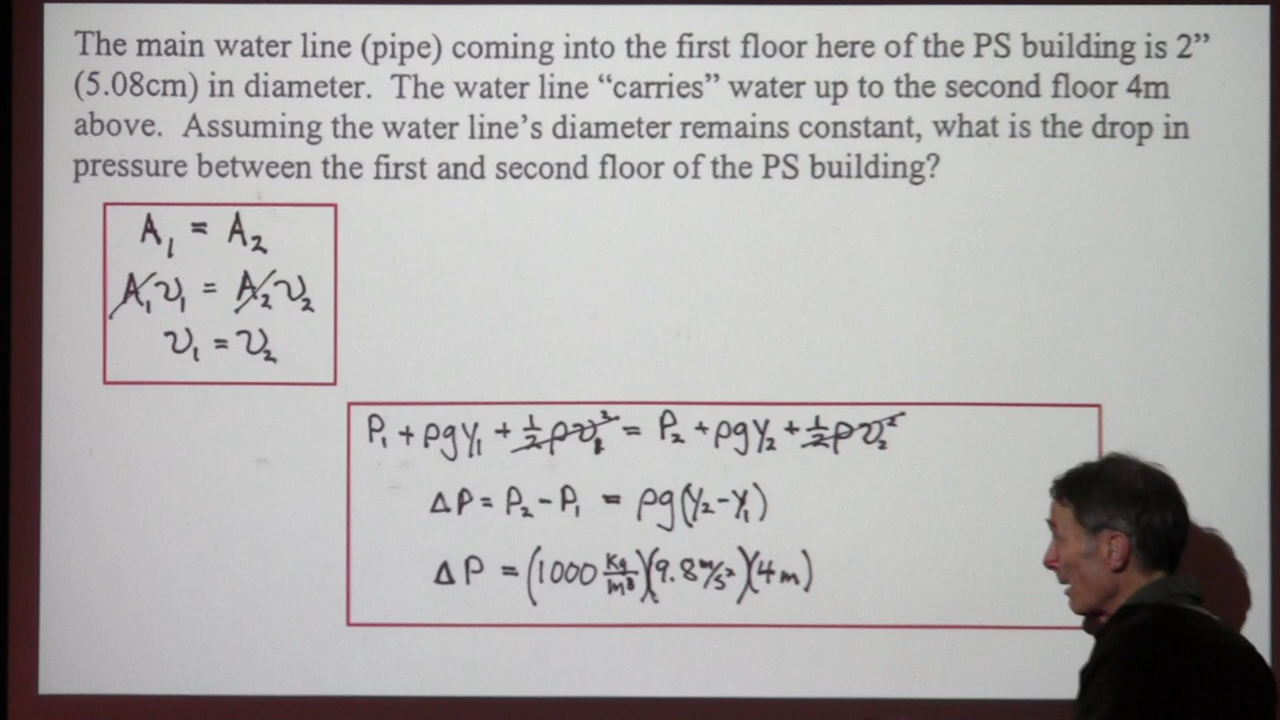 The main water line (pipe) coming into the first floor here of the PS building is 2”
(5.08cm) in diameter. The water line “carries” water up to the second floor 4m
above. Assuming the water line’s diameter remains constant, what is the drop in
pressure between the first and second floor of the PS building?
A₁ = A₂
A₁v₁ = A₂v₂
v₁ = v₂
P₁ + ρgy₁ + ½ρv₁² = P₂ + ρgy₂ + ½ρv₂²
ΔP = P₂ - P₁ = ρg(y₂-y₁)
ΔP = (1000 Kg/m³)(9.8 m/s²)(4m)